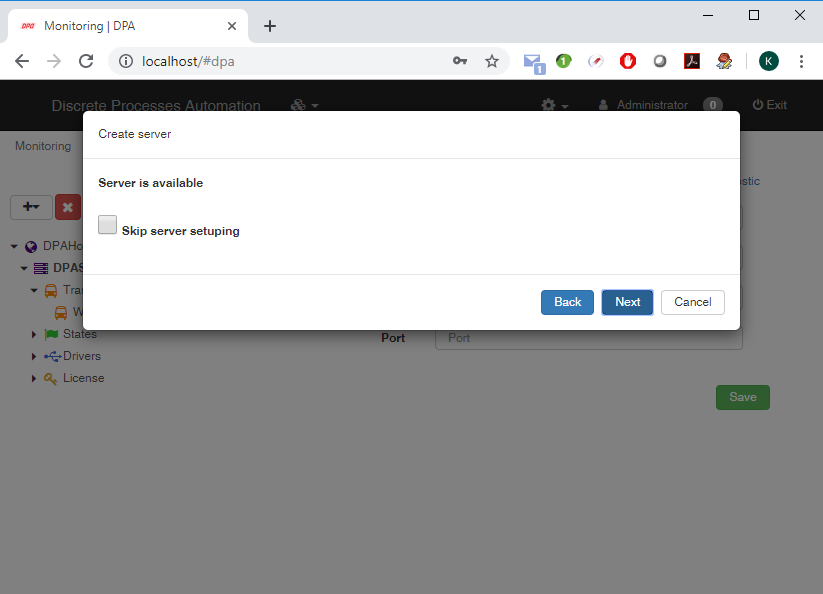 DPA Monitoring | DPA
localhost/#dpa
1
1
K
Discrete Processes Automation
Administrator 0 Exit
Monitoring
Create server
Server is available
Skip server setuping
Back Next Cancel
DPAHo
DPAS
Tra
W
States
Drivers
License
stic
Port Port
Save